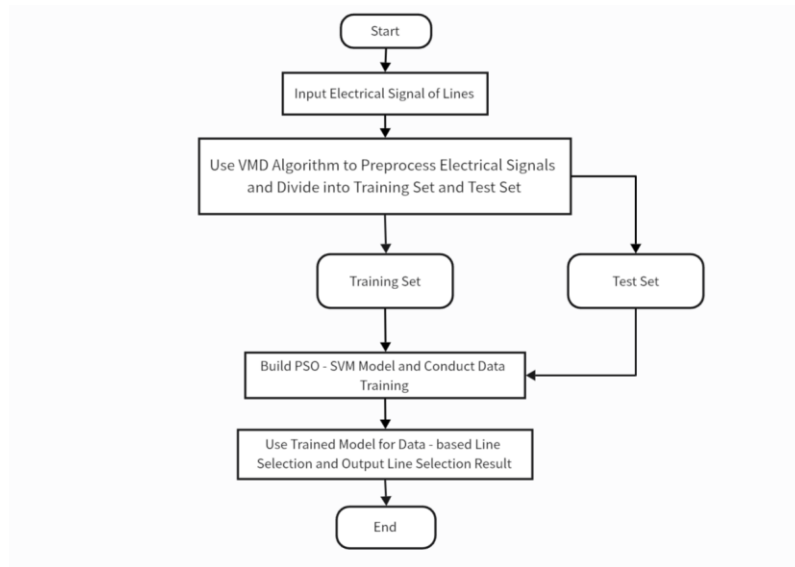 Start
Input Electrical Signal of Lines
Use VMD Algorithm to Preprocess Electrical Signals
and Divide into Training Set and Test Set
Training Set
Test Set
Build PSO - SVM Model and Conduct Data
Training
Use Trained Model for Data - based Line
Selection and Output Line Selection Result
End